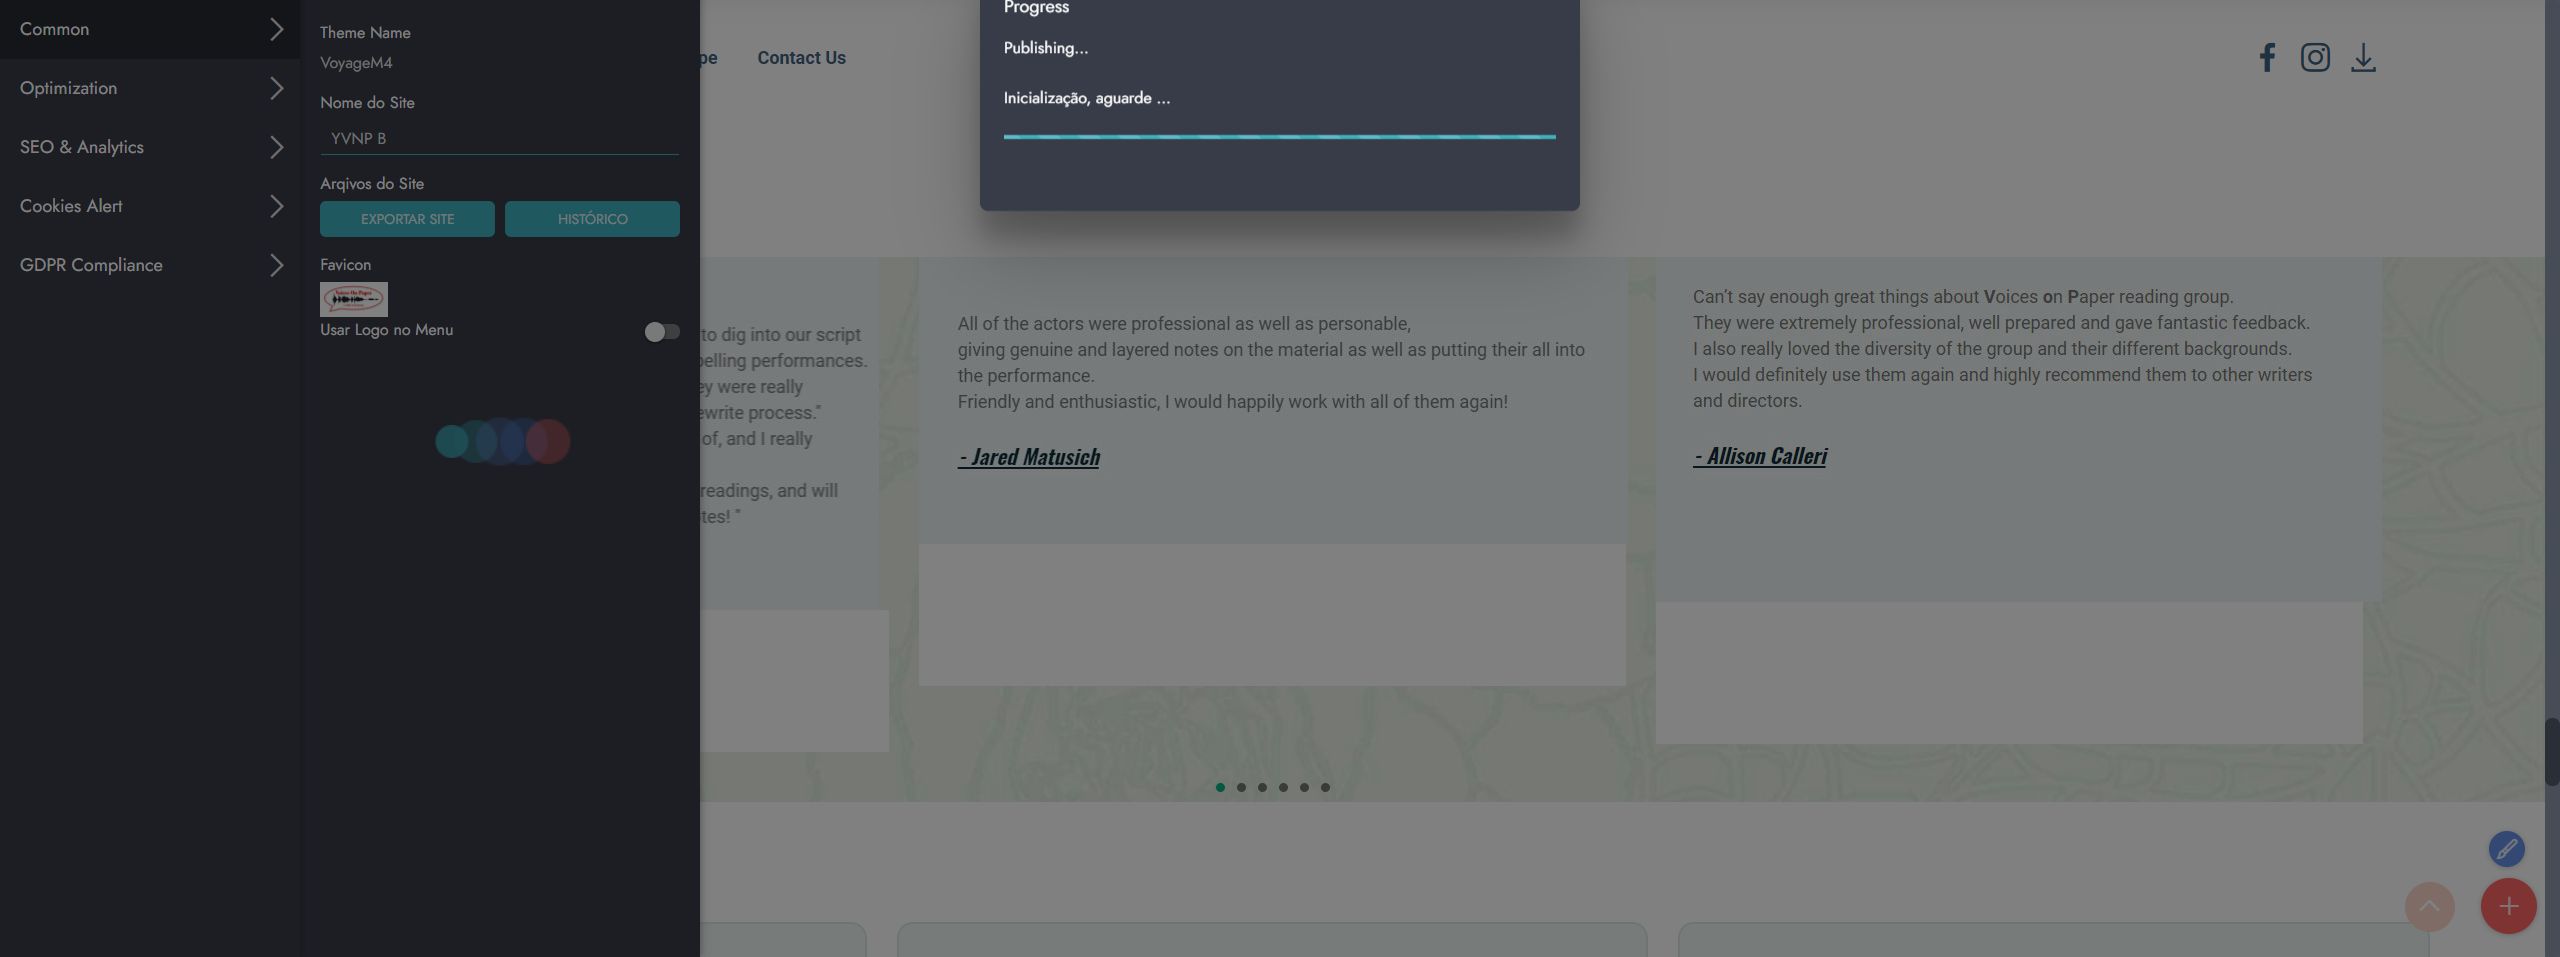 Common
Optimization
SEO & Analytics
Cookies Alert
GDPR Compliance
Theme Name
VoyageM4
Nome do Site
YVNP B
Arqivos do Site
EXPORTAR SITE
HISTÓRICO
Favicon
Usar Logo no Menu
Progress
Publishing...
Inicialização, aguarde ...
pe
Contact Us
to dig into our script
elling performances.
ey were really
ewrite process."
of, and I really
readings, and will
tes! "
All of the actors were professional as well as personable,
giving genuine and layered notes on the material as well as putting their all into
the performance.
Friendly and enthusiastic, I would happily work with all of them again!
- Jared Matusich
Can't say enough great things about Voices on Paper reading group.
They were extremely professional, well prepared and gave fantastic feedback.
I also really loved the diversity of the group and their different backgrounds.
I would definitely use them again and highly recommend them to other writers
and directors.
- Allison Calleri